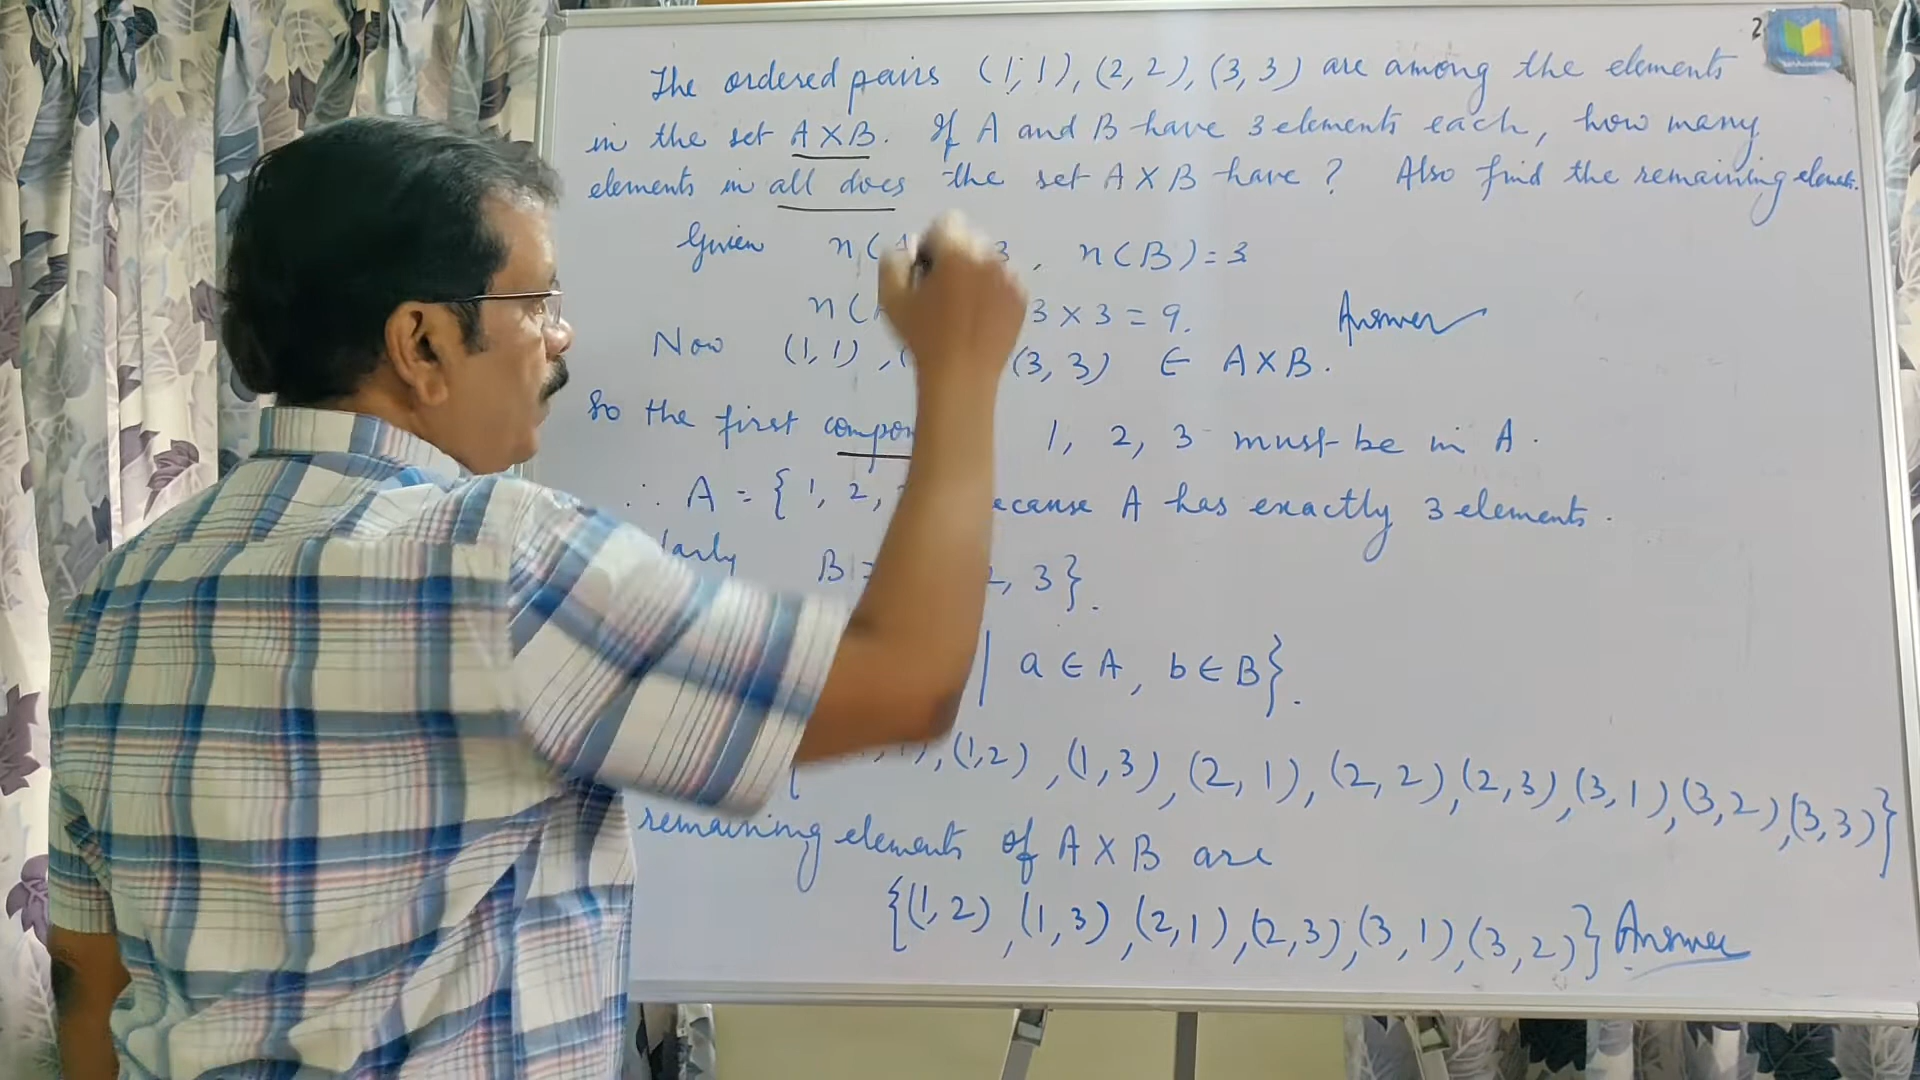 2
The ordered pairs (1, 1), (2, 2), (3, 3) are among the elements
in the set A X B. If A and B have 3 elements each, how many
elements in all does the set A X B have ? Also find the remaining
Given n( 3 , n(B) = 3
n( 3 x 3 = 9. Answer
Now (1, 1) , ( (3, 3) ∈ A X B.
So the first 1, 2, 3 must be in A.
∴ A = { 1, 2, A has exactly 3 elements.
B = 2, 3}.
| a ∈ A, b ∈ B}.
{ , (1,2) , (1, 3) , (2, 1) , (2, 2) , (2,3) , (3,1) , (3,2) , (3,3)}
remaining elements of A X B are
{(1, 2) , (1, 3) , (2,1) , (2,3) , (3, 1) , (3, 2)} Answer